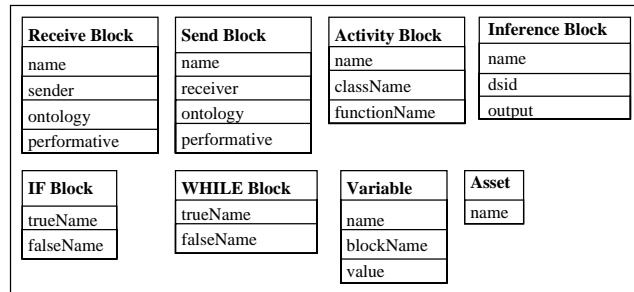 Receive Block
name
sender
ontology
performative
Send Block
name
receiver
ontology
performative
Activity Block
name
className
functionName
Inference Block
name
dsid
output
IF Block
trueName
falseName
WHILE Block
trueName
falseName
Variable
name
blockName
value
Asset
name